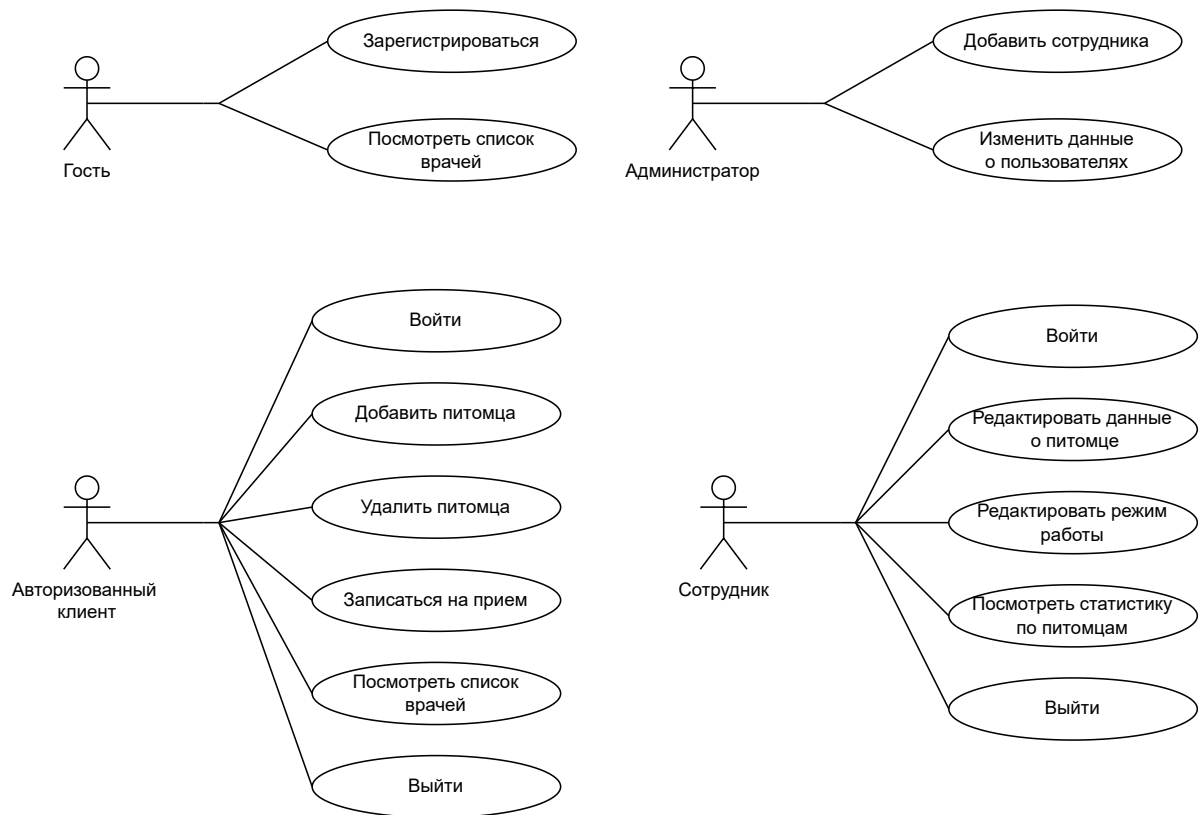 Зарегистрироваться
Посмотреть список
врачей
Гость
Добавить сотрудника
Изменить данные
о пользователях
Администратор
Войти
Добавить питомца
Удалить питомца
Записаться на прием
Посмотреть список
врачей
Выйти
Авторизованный
клиент
Войти
Редактировать данные
о питомце
Редактировать режим
работы
Посмотреть статистику
по питомцам
Выйти
Сотрудник